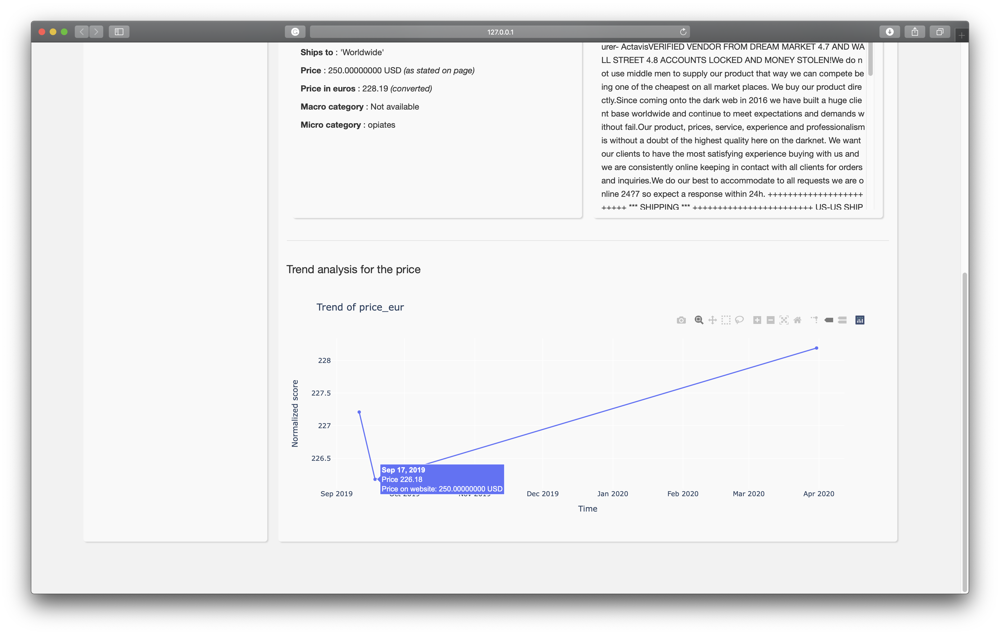 127.0.0.1
Ships to : 'Worldwide'
Price : 250.00000000 USD (as stated on page)
Price in euros : 228.19 (converted)
Macro category : Not available
Micro category : opiates
urer- ActavisVERIFIED VENDOR FROM DREAM MARKET 4.7 AND WA
LL STREET 4.8 ACCOUNTS LOCKED AND MONEY STOLEN!We do n
ot use middle men to supply our product that way we can compete be
ing one of the cheapest on all market places. We buy our product dire
ctly.Since coming onto the dark web in 2016 we have built a huge clie
nt base worldwide and continue to meet expectations and demands w
ithout fail.Our product, prices, service, experience and professionalism
is without a doubt of the highest quality here on the darknet. We want
our clients to have the most satisfying experience buying with us and
we are consistently online keeping in contact with all clients for orders
and inquiries.We do our best to accommodate to all requests we are o
nline 24?7 so expect a response within 24h. +++++++++++++++++++
+++++ *** SHIPPING *** ++++++++++++++++++++++++ US-US SHIP
Trend analysis for the price
Trend of price_eur
228
227.5
227
226.5
Normalized score
Sep 17, 2019
Price 226.18
Price on website: 250.00000000 USD
Sep 2019
Oct 2019
Nov 2019
Dec 2019
Jan 2020
Feb 2020
Mar 2020
Apr 2020
Time